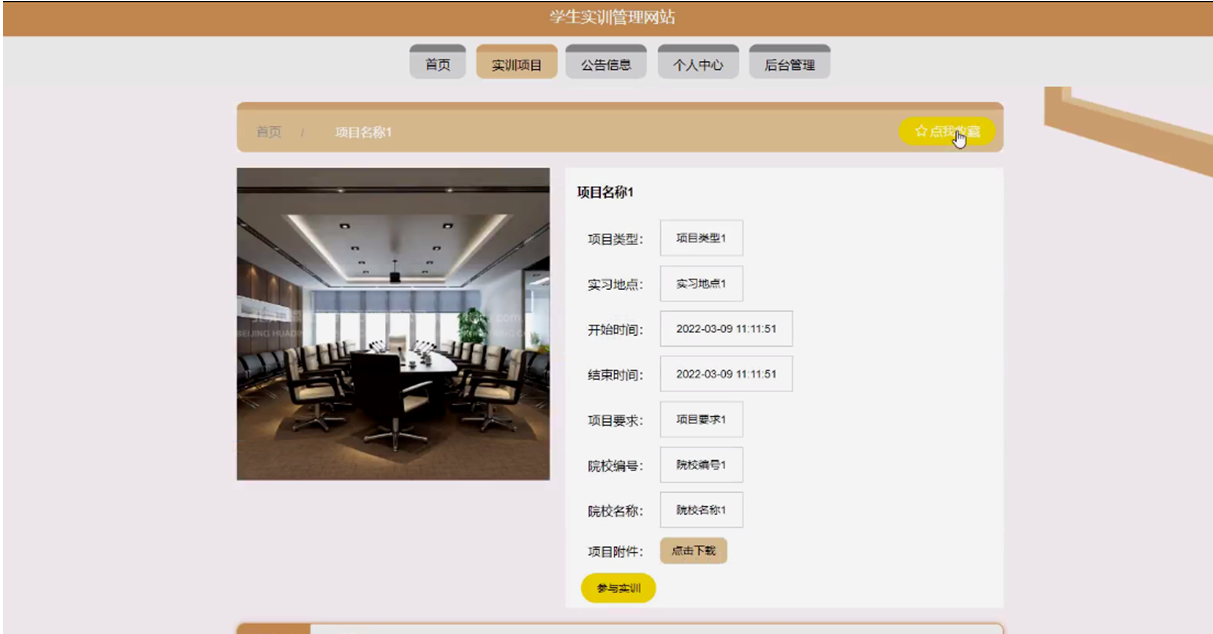 学生实训管理网站
首页 实训项目 公告信息 个人中心 后台管理
首页 / 项目名称1 ☆点我收藏
项目名称1
项目类型: 项目类型1
实习地点: 实习地点1
开始时间: 2022-03-09 11:11:51
结束时间: 2022-03-09 11:11:51
项目要求: 项目要求1
院校编号: 院校编号1
院校名称: 院校名称1
项目附件: 点击下载
参与实训